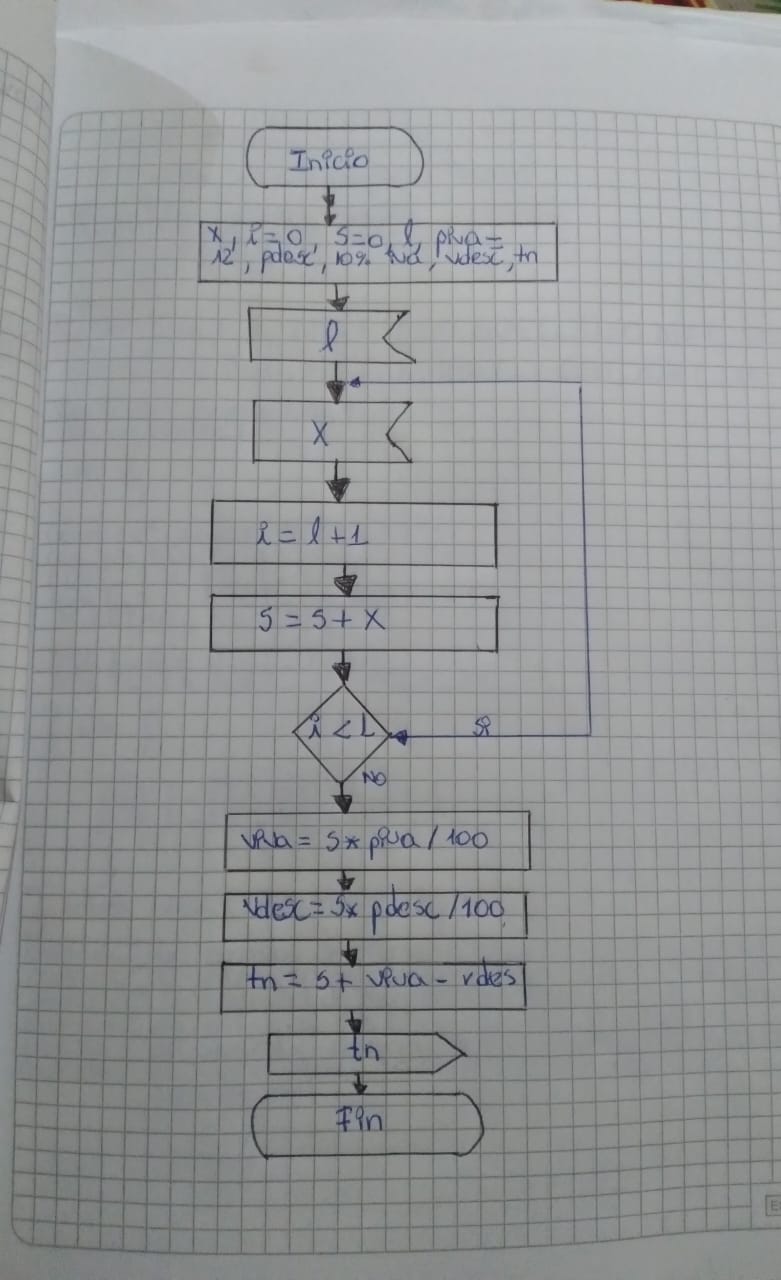 Inicio
x, i=0, s=0, l, piva=
12, pdesc, 10% iva, vdesc, tn
l
x
i = l+1
s = s + x
i < L
si
NO
viva = s* piva / 100
vdesc = s* pdesc / 100
tn = s + viva - vdes
tn
Fin
E